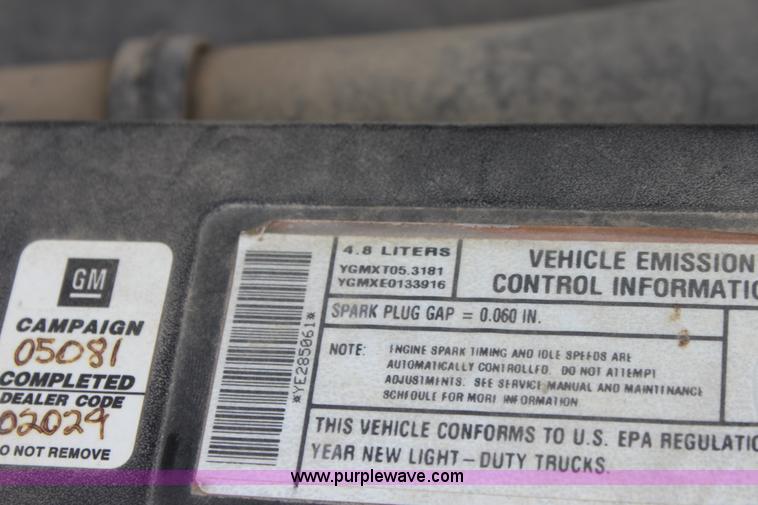 GM
CAMPAIGN
05081
COMPLETED
DEALER CODE
02029
DO NOT REMOVE
*YE285061*
4.8 LITERS
YGMXT05.3181
YGMXE0133916
VEHICLE EMISSION
CONTROL INFORMATIO
SPARK PLUG GAP = 0.060 IN.
NOTE: ENGINE SPARK TIMING AND IDLE SPEEDS ARE
AUTOMATICALLY CONTROLLED. DO NOT ATTEMPT
ADJUSTMENTS. SEE SERVICE MANUAL AND MAINTENANCE
SCHEDULE FOR MORE INFORMATION.
THIS VEHICLE CONFORMS TO U.S. EPA REGULATIO
YEAR NEW LIGHT-DUTY TRUCKS.
www.purplewave.com